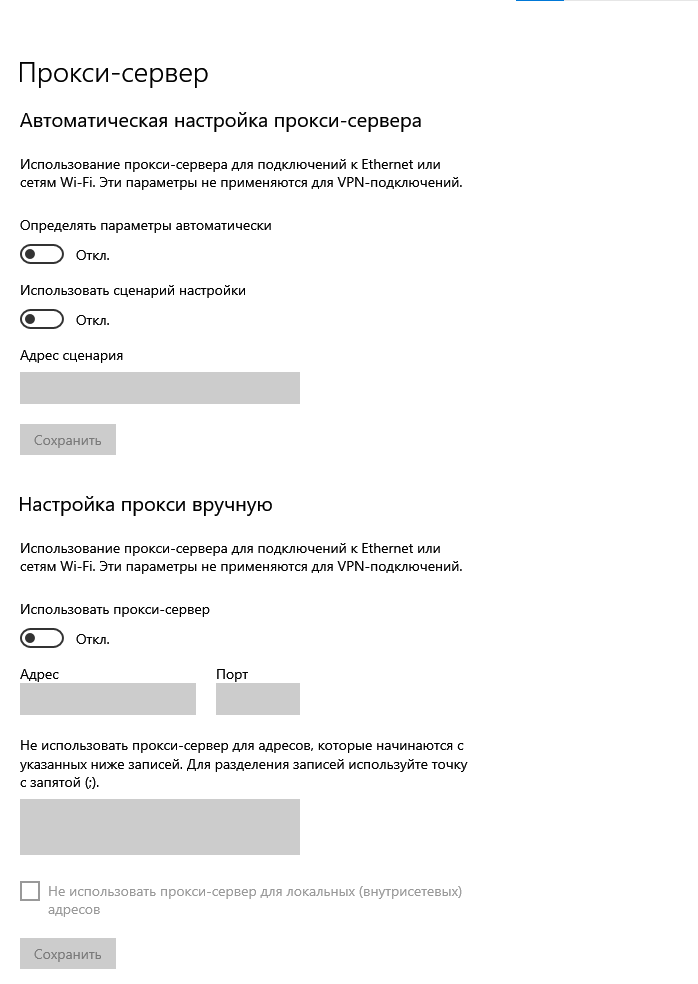 Прокси-сервер
Автоматическая настройка прокси-сервера
Использование прокси-сервера для подключений к Ethernet или
сетям Wi-Fi. Эти параметры не применяются для VPN-подключений.
Определять параметры автоматически
Откл.
Использовать сценарий настройки
Откл.
Адрес сценария
Сохранить
Настройка прокси вручную
Использование прокси-сервера для подключений к Ethernet или
сетям Wi-Fi. Эти параметры не применяются для VPN-подключений.
Использовать прокси-сервер
Откл.
Адрес Порт
Не использовать прокси-сервер для адресов, которые начинаются с
указанных ниже записей. Для разделения записей используйте точку
с запятой (;).
Не использовать прокси-сервер для локальных (внутрисетевых)
адресов
Сохранить